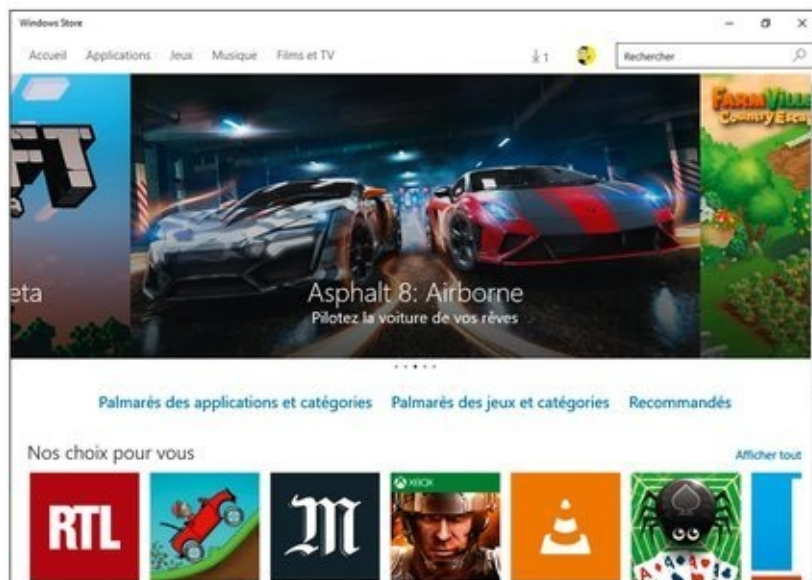 Windows Store
Accueil Applications Jeux Musique Films et TV 1 Rechercher
FT
FARMVILLE
Country Escap
eta
Asphalt 8: Airborne
Pilotez la voiture de vos rêves
Palmarès des applications et catégories Palmarès des jeux et catégories Recommandés
Nos choix pour vous Afficher tout
XBOX
RTL
M
A A A